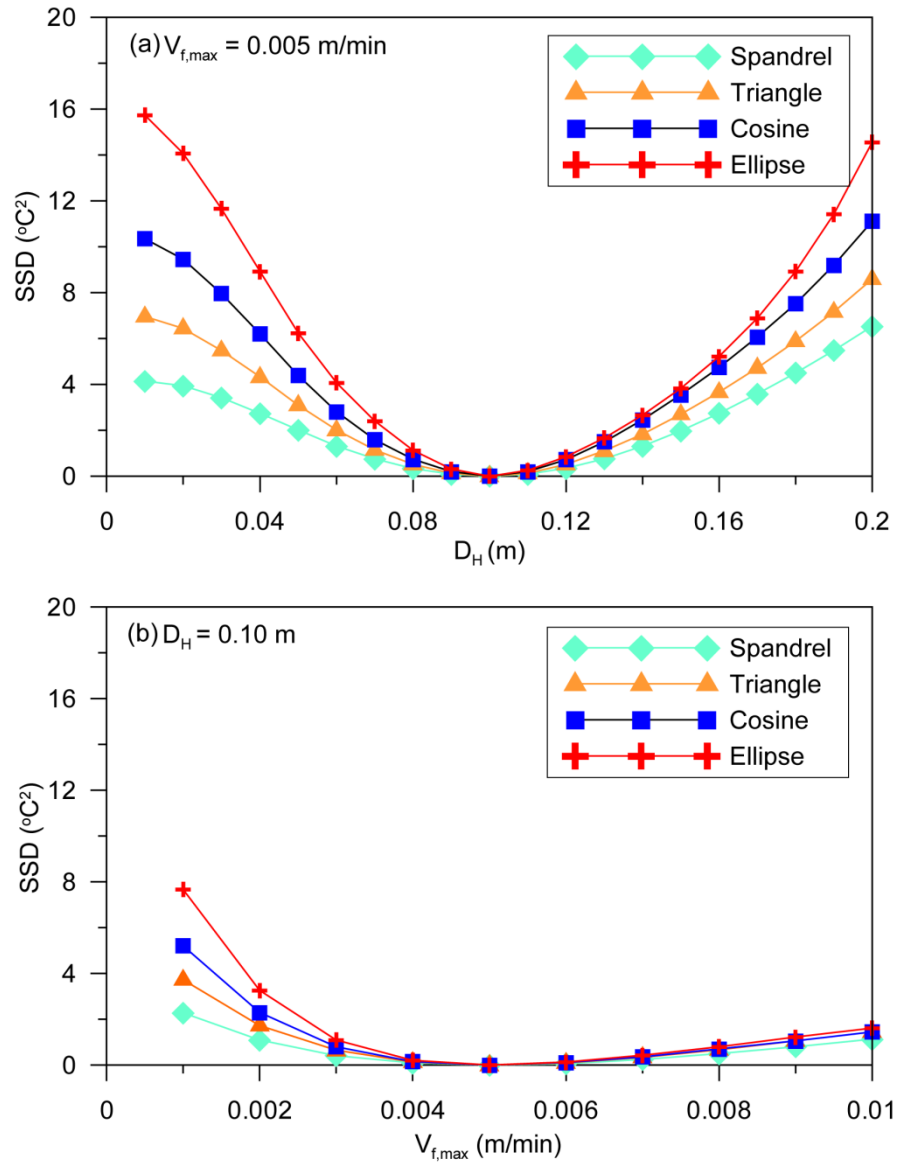 (a) V_f,max = 0.005 m/min
Spandrel
Triangle
Cosine
Ellipse
20
16
12
8
4
0
SSD (°C²)
0
0.04
0.08
0.12
0.16
0.2
D_H (m)
(b) D_H = 0.10 m
Spandrel
Triangle
Cosine
Ellipse
20
16
12
8
4
0
SSD (°C²)
0
0.002
0.004
0.006
0.008
0.01
V_f,max (m/min)